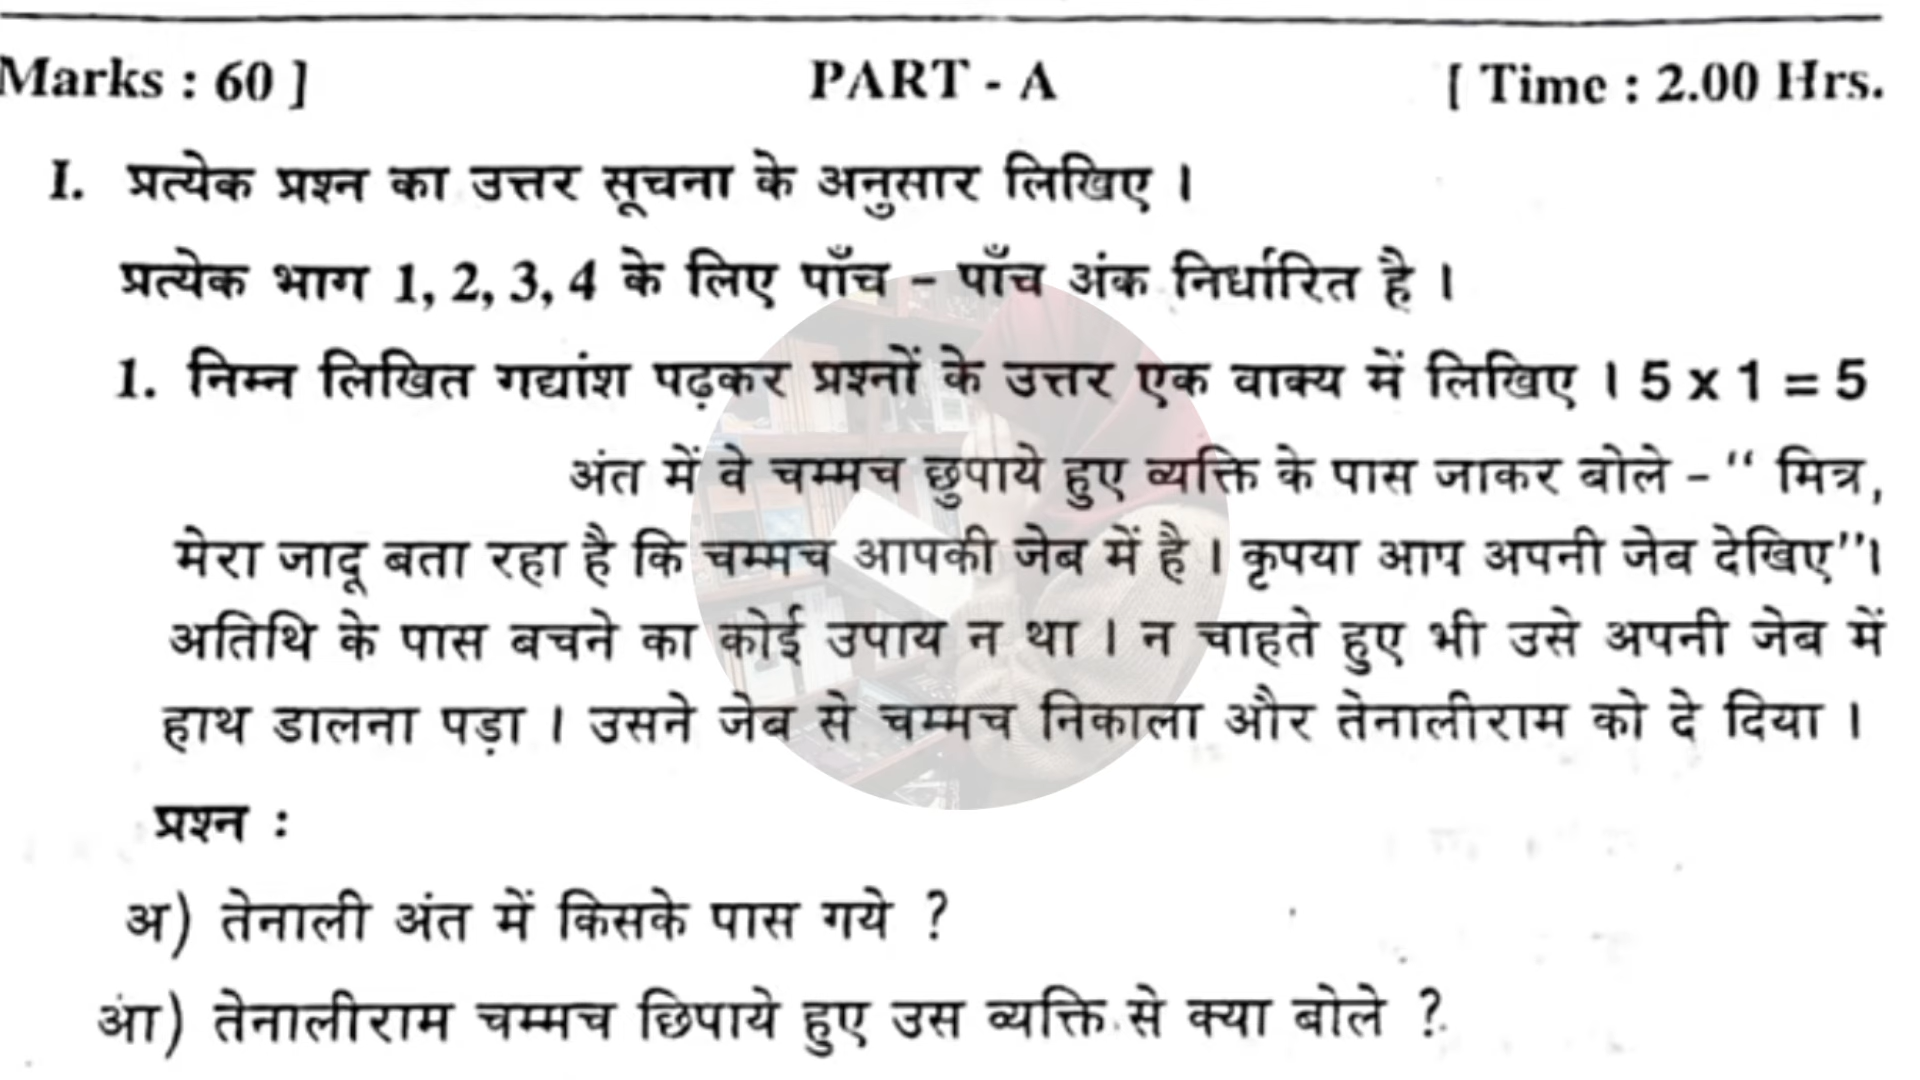 Marks : 60 ] PART - A [ Time : 2.00 Hrs.
I. प्रत्येक प्रश्न का उत्तर सूचना के अनुसार लिखिए ।
प्रत्येक भाग 1, 2, 3, 4 के लिए पाँच – पाँच अंक निर्धारित है ।
1. निम्न लिखित गद्यांश पढ़कर प्रश्नों के उत्तर एक वाक्य में लिखिए । 5 x 1 = 5
अंत में वे चम्मच छुपाये हुए व्यक्ति के पास जाकर बोले – ‘‘ मित्र,
मेरा जादू बता रहा है कि चम्मच आपकी जेब में है । कृपया आप अपनी जेब देखिए’’।
अतिथि के पास बचने का कोई उपाय न था । न चाहते हुए भी उसे अपनी जेब में
हाथ डालना पड़ा । उसने जेब से चम्मच निकाला और तेनालीराम को दे दिया ।
प्रश्न :
अ) तेनाली अंत में किसके पास गये ?
आ) तेनालीराम चम्मच छिपाये हुए उस व्यक्ति से क्या बोले ?